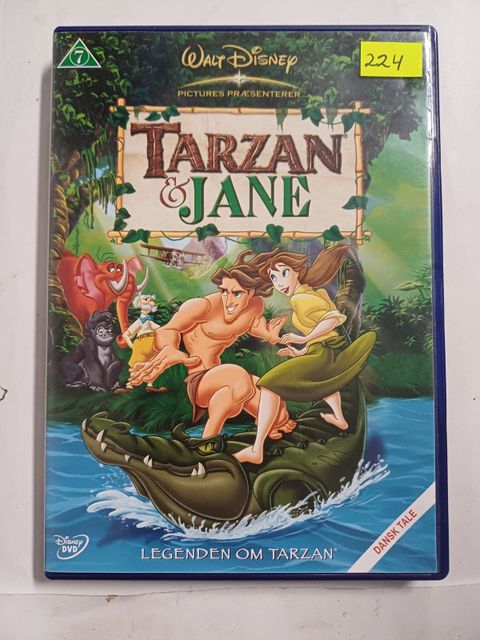 7
WALT DISNEY
224
PICTURES PRÆSENTERER
TARZAN
& JANE
Disney
DVD
LEGENDEN OM TARZAN®
DANSK TALE